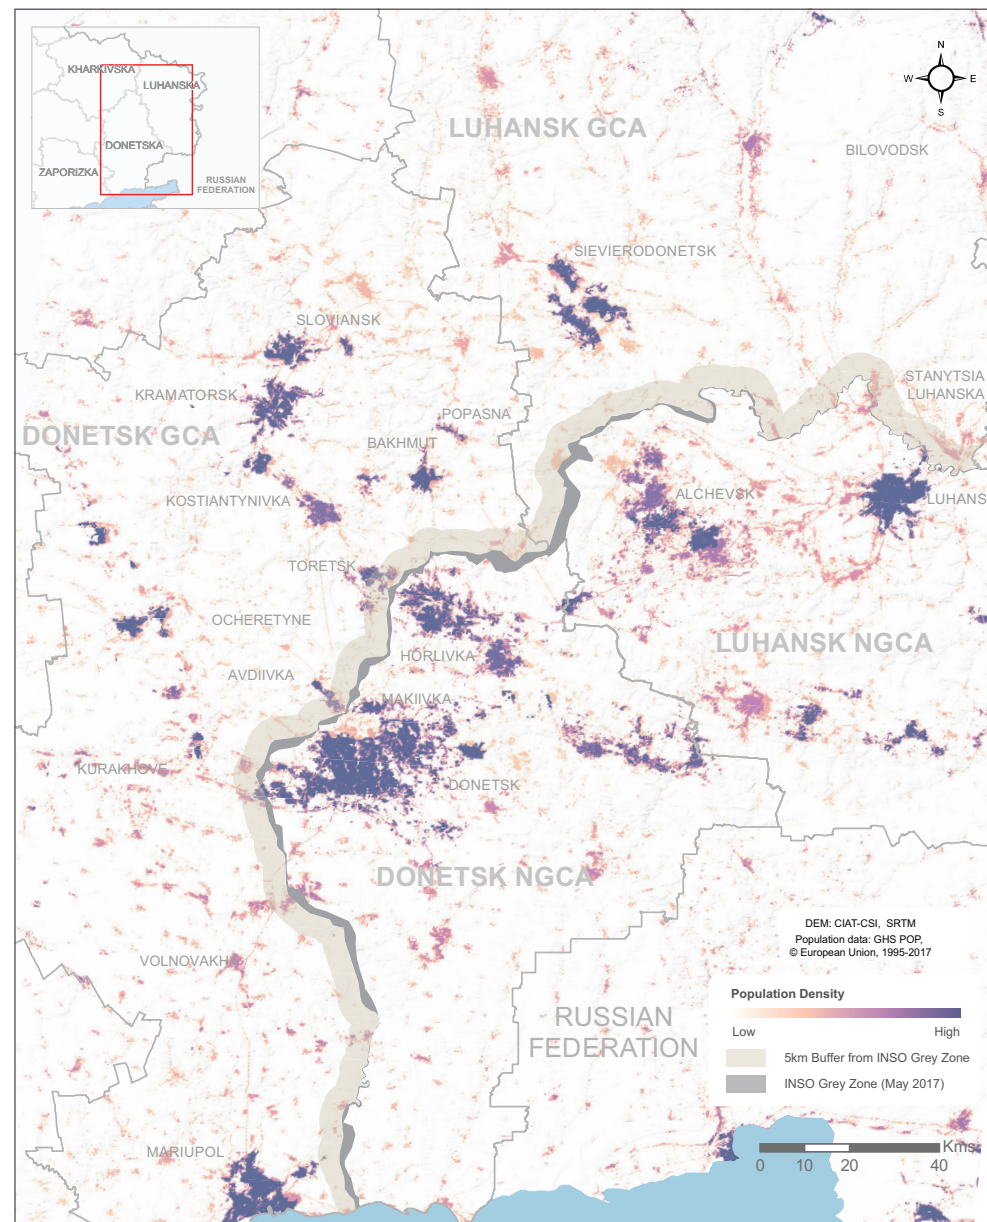 KHARKIVSKA
LUHANSKA
DONETSKA
ZAPORIZKA
RUSSIAN
FEDERATION
N
W
E
S
LUHANSK GCA
BILOVODSK
SIEVIERODONETSK
SLOVIANSK
STANYTSIA
LUHANSKA
KRAMATORSK
POPASNA
DONETSK GCA
BAKHMUT
KOSTIANTYNIVKA
ALCHEVSK
LUHANS
TORETSK
OCHERETYNE
HORLIVKA
LUHANSK NGCA
AVDIIVKA
MAKIIVKA
KURAKHOVE
DONETSK
DONETSK NGCA
DEM: CIAT-CSI, SRTM
Population data: GHS POP,
© European Union, 1995-2017
VOLNOVAKHA
Population Density
Low
High
5km Buffer from INSO Grey Zone
INSO Grey Zone (May 2017)
RUSSIAN
FEDERATION
MARIUPOL
Kms
0 10 20 40